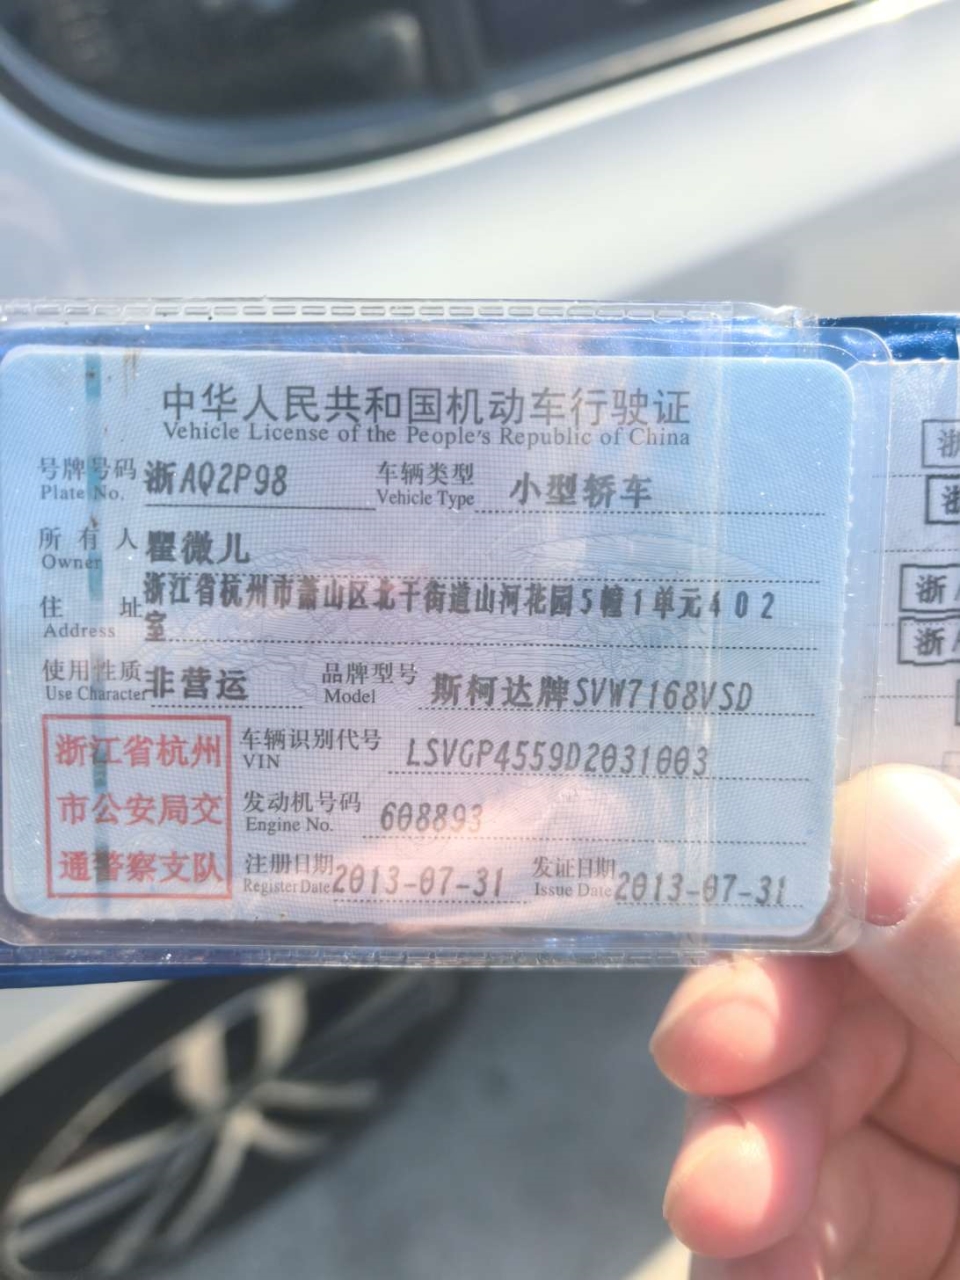 中华人民共和国机动车行驶证
Vehicle License of the People's Republic of China
号牌号码 浙AQ2P98 车辆类型 小型轿车
Plate No. Vehicle Type
所有人 瞿微儿
Owner
住址 浙江省杭州市萧山区北干街道山河花园5幢1单元402
Address 室
使用性质 非营运 品牌型号 斯柯达牌SVW7168VSD
Use Character Model
浙江省杭州
市公安局交
通警察支队
车辆识别代号 LSVGP4559D2031003
VIN
发动机号码 608893
Engine No.
注册日期 2013-07-31 发证日期 2013-07-31
Register Date Issue Date
浙
浙A
浙A